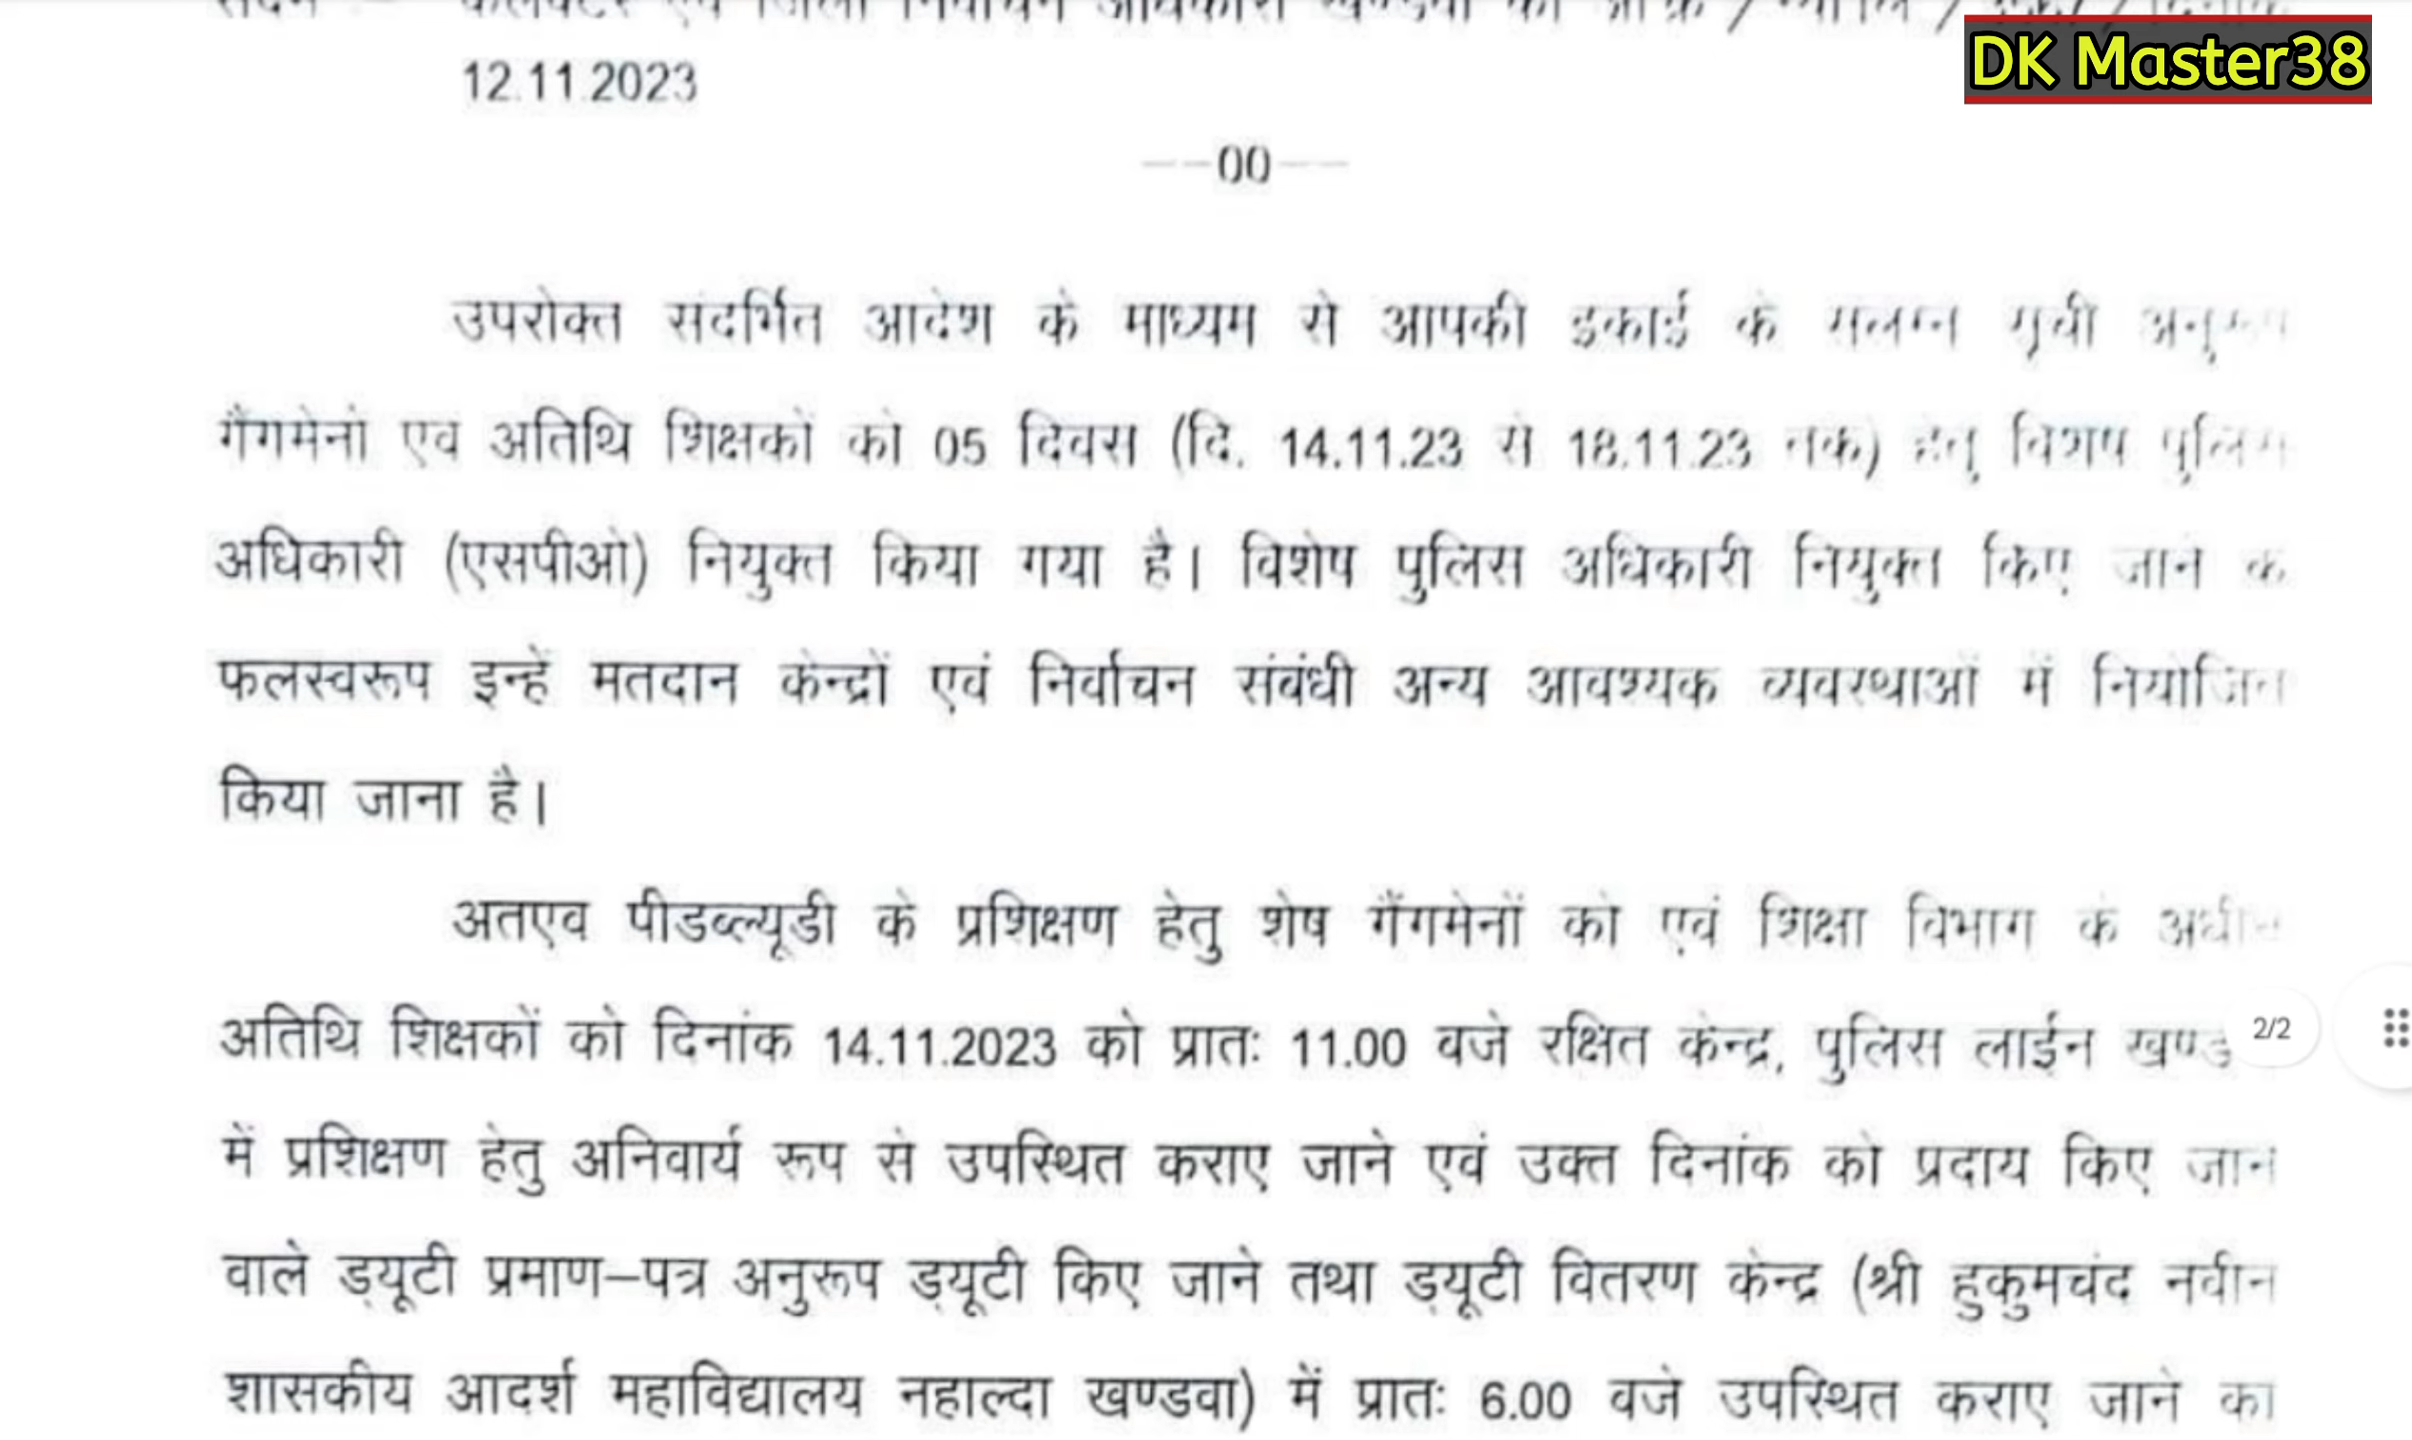 12.11.2023
DK Master38
--00--
उपरोक्त संदर्भित आदेश के माध्यम से आपकी इकाई के संलग्न सूची
गैंगमेनों एवं अतिथि शिक्षकों को 05 दिवस (दि. 14.11.23 से 18.11.23 तक) हेतु विशेष पुलिस
अधिकारी (एसपीओ) नियुक्त किया गया है। विशेष पुलिस अधिकारी नियुक्त किए जाने के
फलस्वरूप इन्हें मतदान केन्द्रों एवं निर्वाचन संबंधी अन्य आवश्यक व्यवस्थाओं में नियोजित
किया जाना है।
अतएव पीडब्ल्यूडी के प्रशिक्षण हेतु शेष गैंगमेनों को एवं शिक्षा विभाग के
अतिथि शिक्षकों को दिनांक 14.11.2023 को प्रातः 11.00 बजे रक्षित केन्द्र, पुलिस लाईन
2/2
में प्रशिक्षण हेतु अनिवार्य रूप से उपस्थित कराए जाने एवं उक्त दिनांक को प्रदाय किए जाने
वाले ड्यूटी प्रमाण–पत्र अनुरूप ड्यूटी किए जाने तथा ड्यूटी वितरण केन्द्र (श्री हुकुमचंद नवीन
शासकीय आदर्श महाविद्यालय नहाल्दा खण्डवा) में प्रातः 6.00 बजे उपस्थित कराए जाने का